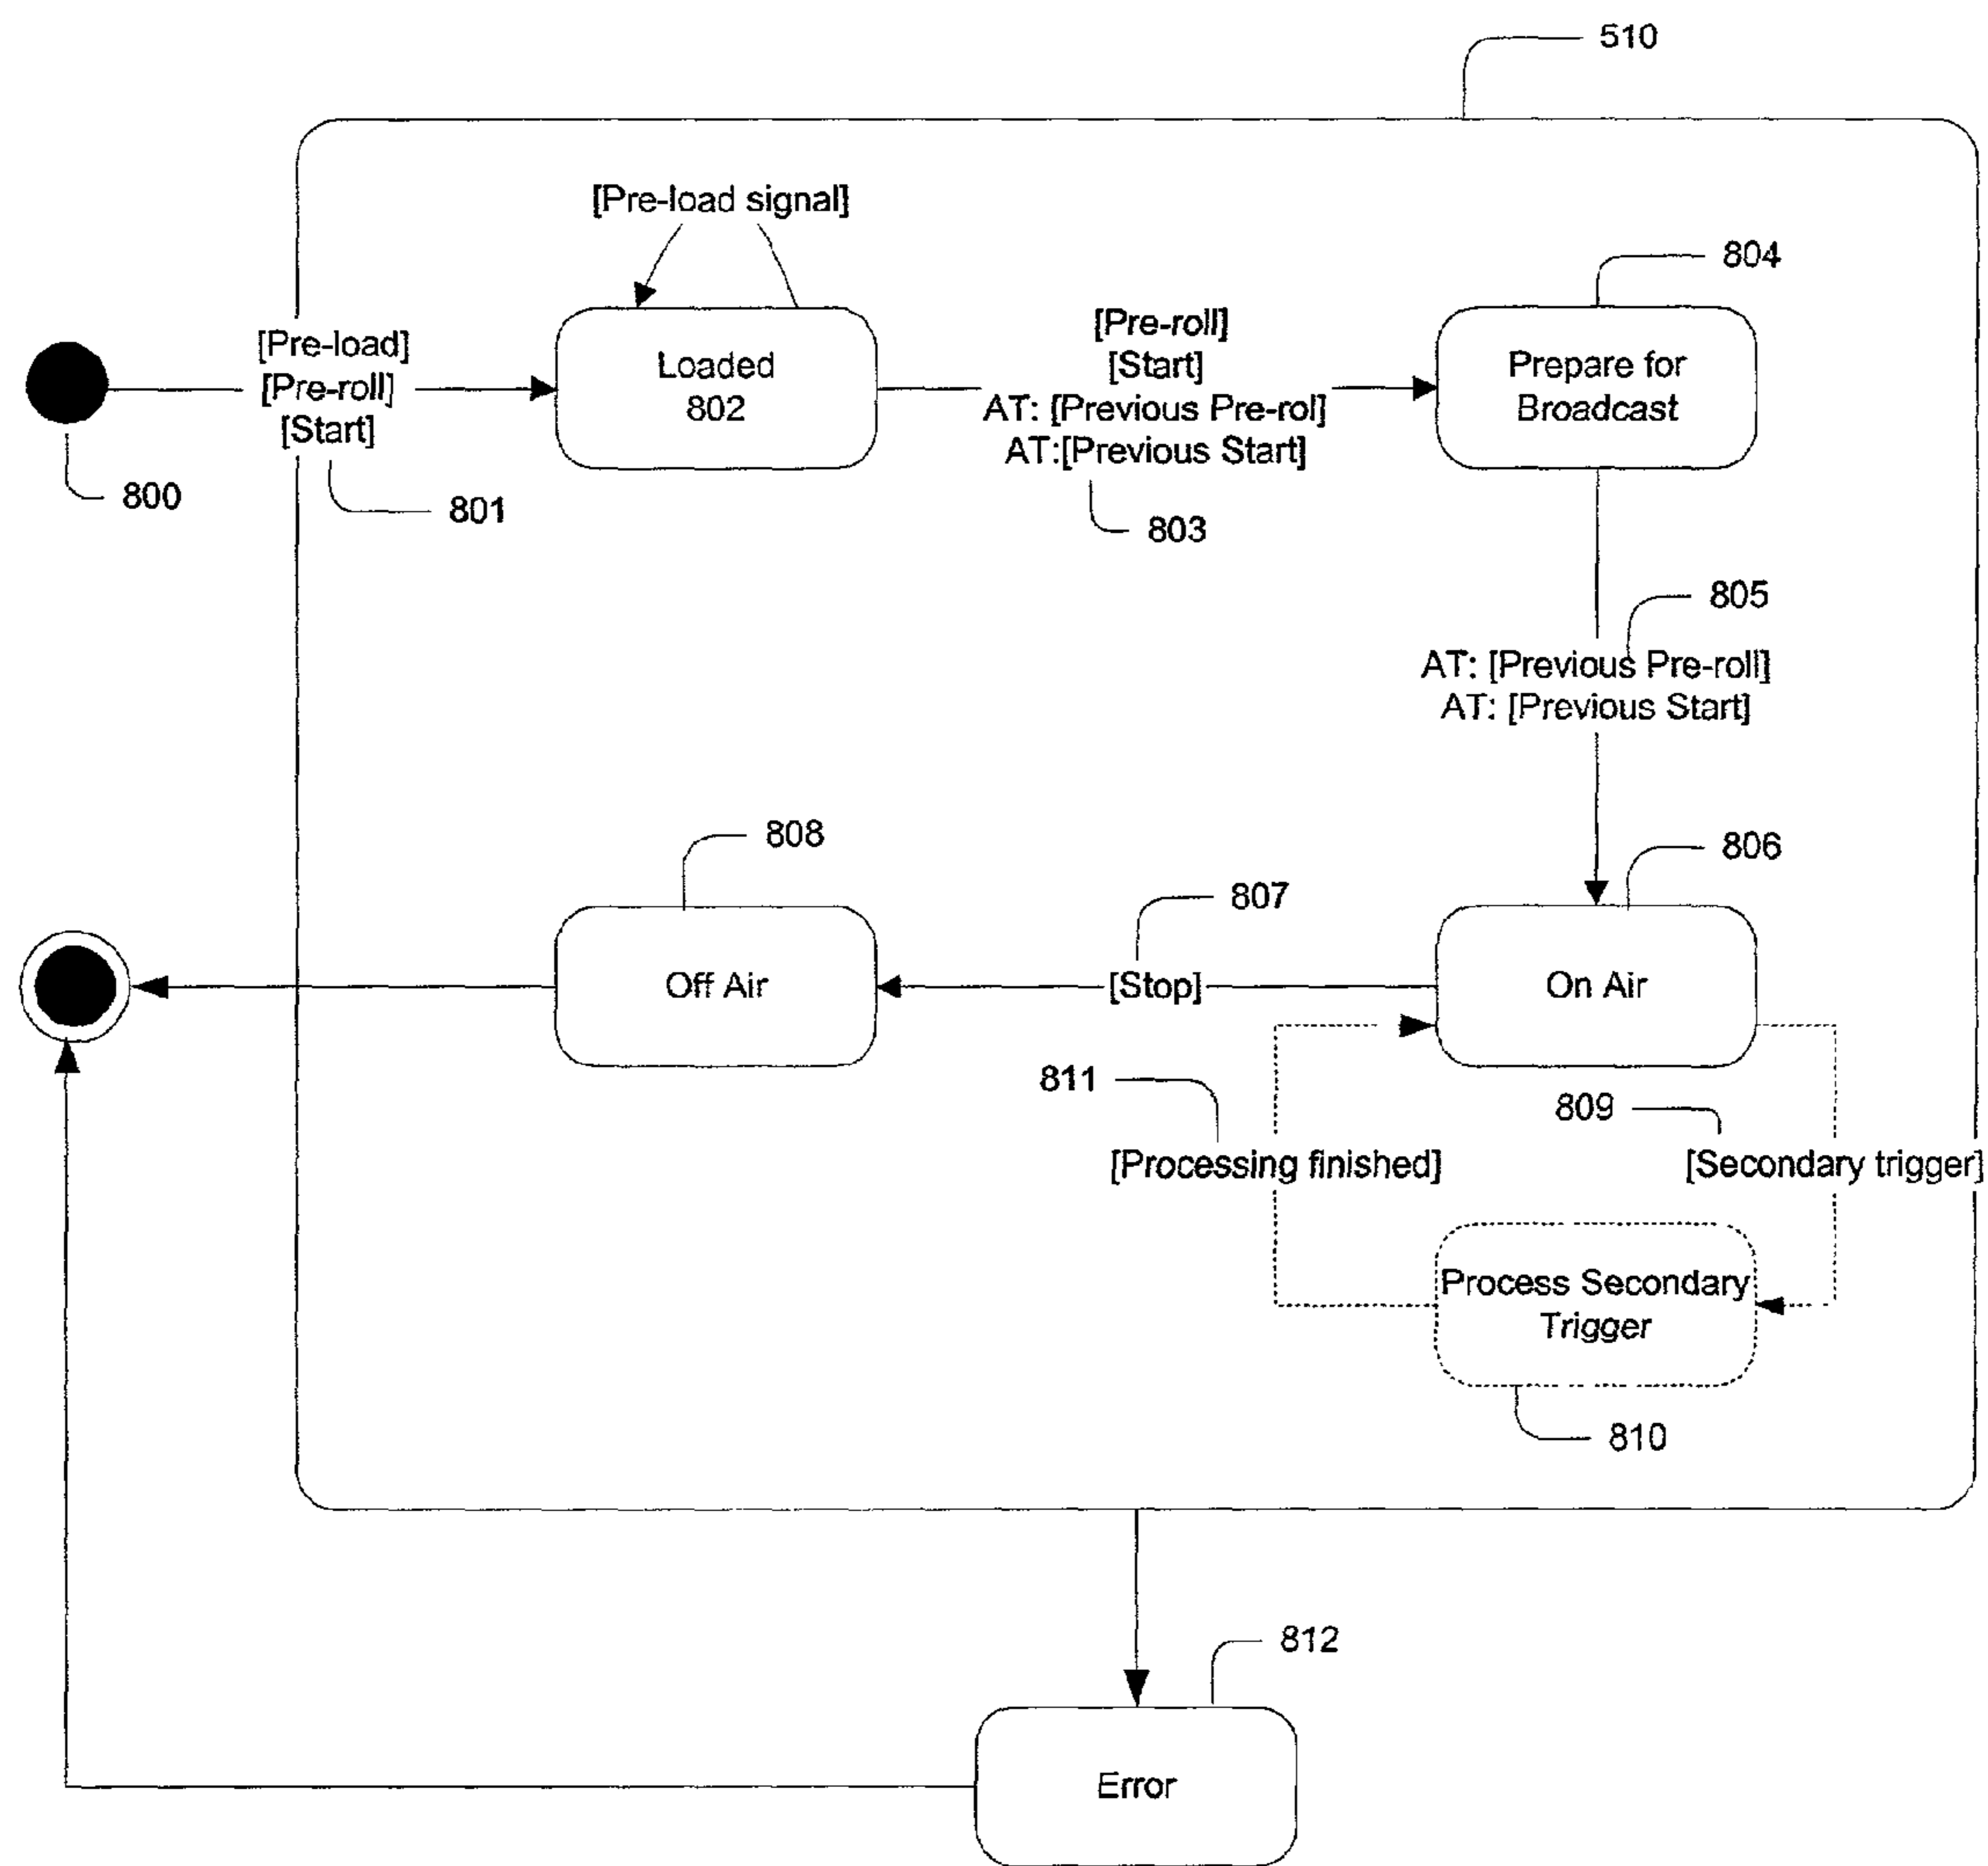 510
[Pre-load signal]
804
[Pre-load]
[Pre-roll]
[Start]
Loaded
802
[Pre-roll]
[Start]
AT: [Previous Pre-rol]
AT:[Previous Start]
Prepare for
Broadcast
800
801
803
805
AT: [Previous Pre-roll]
AT: [Previous Start]
808
806
807
Off Air
[Stop]
On Air
811
809
[Processing finished]
[Secondary trigger]
Process Secondary
Trigger
810
812
Error